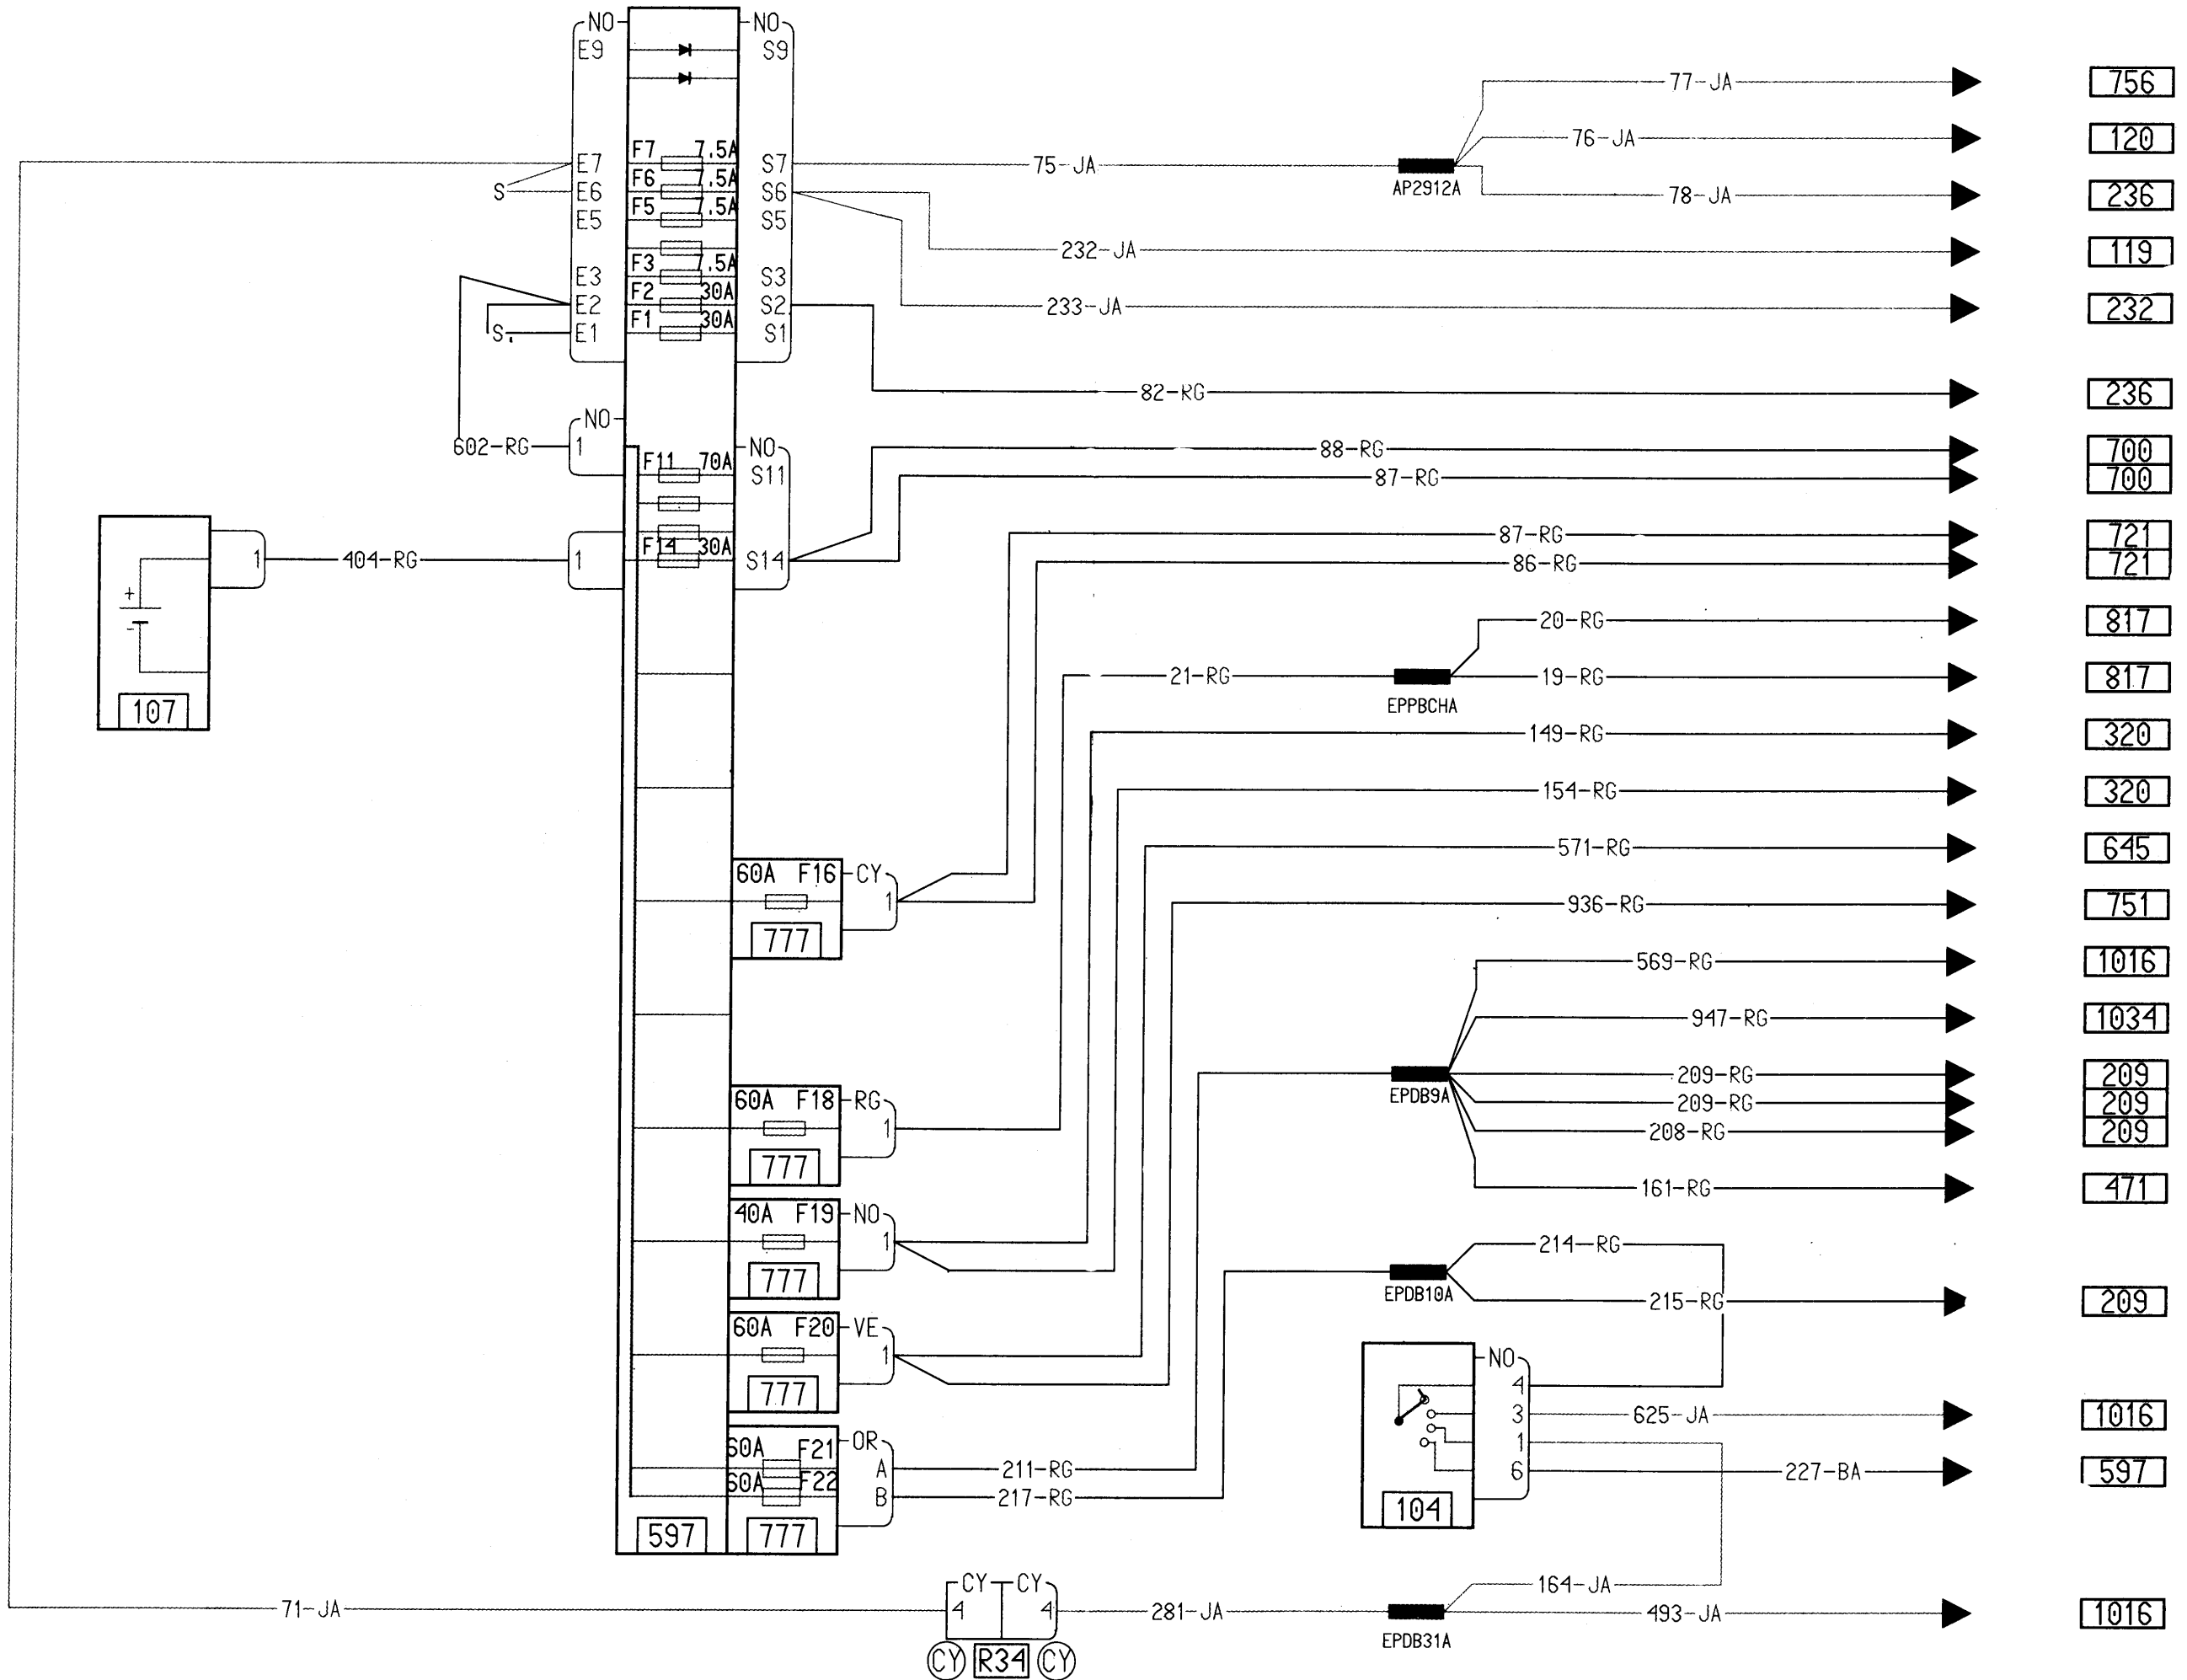 NO NO
E9 S9
77-JA 756
76-JA 120
F7 7.5A
E7 S7 75-JA
AP2912A
F6 7.5A
S E6 S6 78-JA 236
F5 7.5A
E5 S5
232-JA 119
F3 7.5A
E3 S3
F2 30A
E2 S2 233-JA 232
F1 30A
S E1 S1
82-RG 236
NO
602-RG 1 NO 88-RG 700
F11 70A
S11 87-RG 700
87-RG 721
F14 30A
1 404-RG 1 S14 86-RG 721
+
-
20-RG 817
21-RG 19-RG 817
EPPBCHA
107
149-RG 320
154-RG 320
571-RG 645
60A F16 CY
1 936-RG 751
777
569-RG 1016
947-RG 1034
209-RG 209
EPDB9A
60A F18 RG 209-RG 209
1 208-RG 209
777
161-RG 471
40A F19 NO
1 214-RG
777
EPDB10A
215-RG 209
60A F20 VE
1 NO
777
4
3 625-JA 1016
60A F21 OR
1
A 211-RG 6 227-BA 597
60A F22
B 217-RG
104
597 777
CY CY 164-JA
71-JA 4 4 281-JA 493-JA 1016
EPDB31A
CY R34 CY